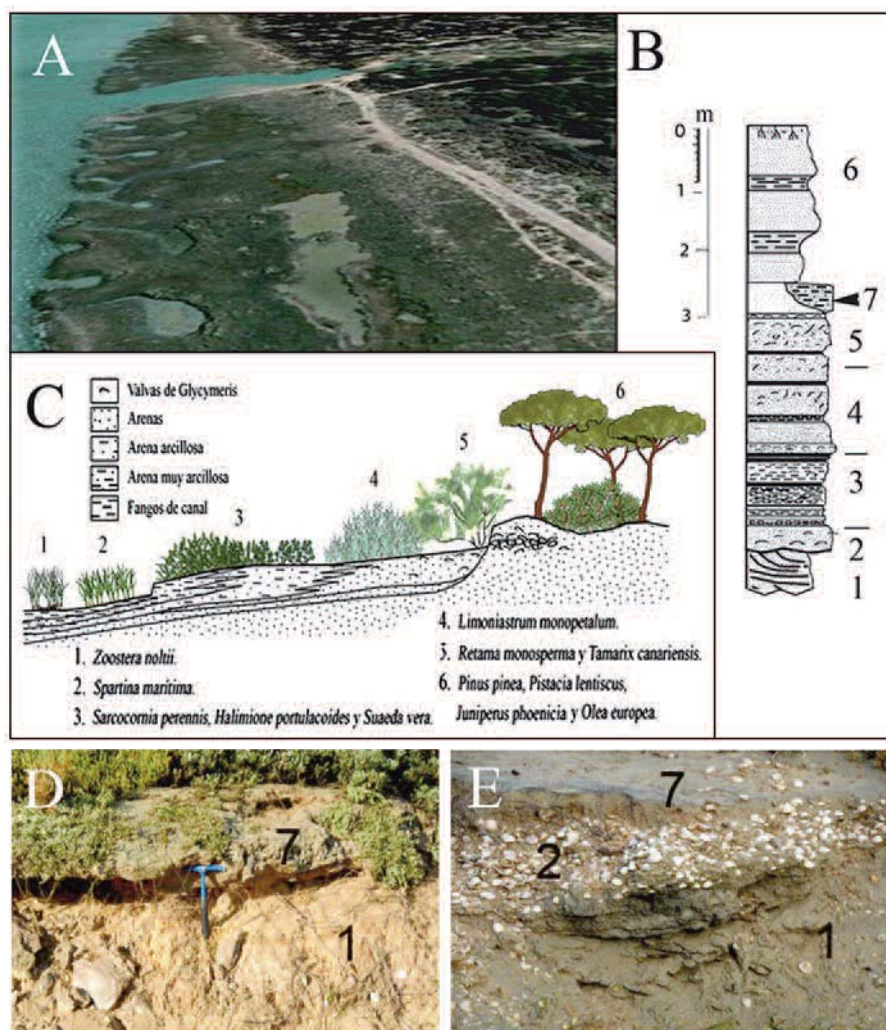 A
B
0
m
1
2
3
6
7
5
4
3
2
1
C
Valvas de Glycymeris
Arenas
Arena arcillosa
Arena muy arcillosa
Fangos de canal
1
2
3
4
5
6
1. Zoostera noltii.
2. Spartina marítima.
3. Sarcocornia perennis, Halimione portulacoides y Suaeda vera.
4. Limoniastrum monopetalum.
5. Retama monosperma y Tamarix canariensis.
6. Pinus pinea, Pistacia lentiscus,
Juniperus phoenicia y Olea europea.
D
7
1
E
7
2
1